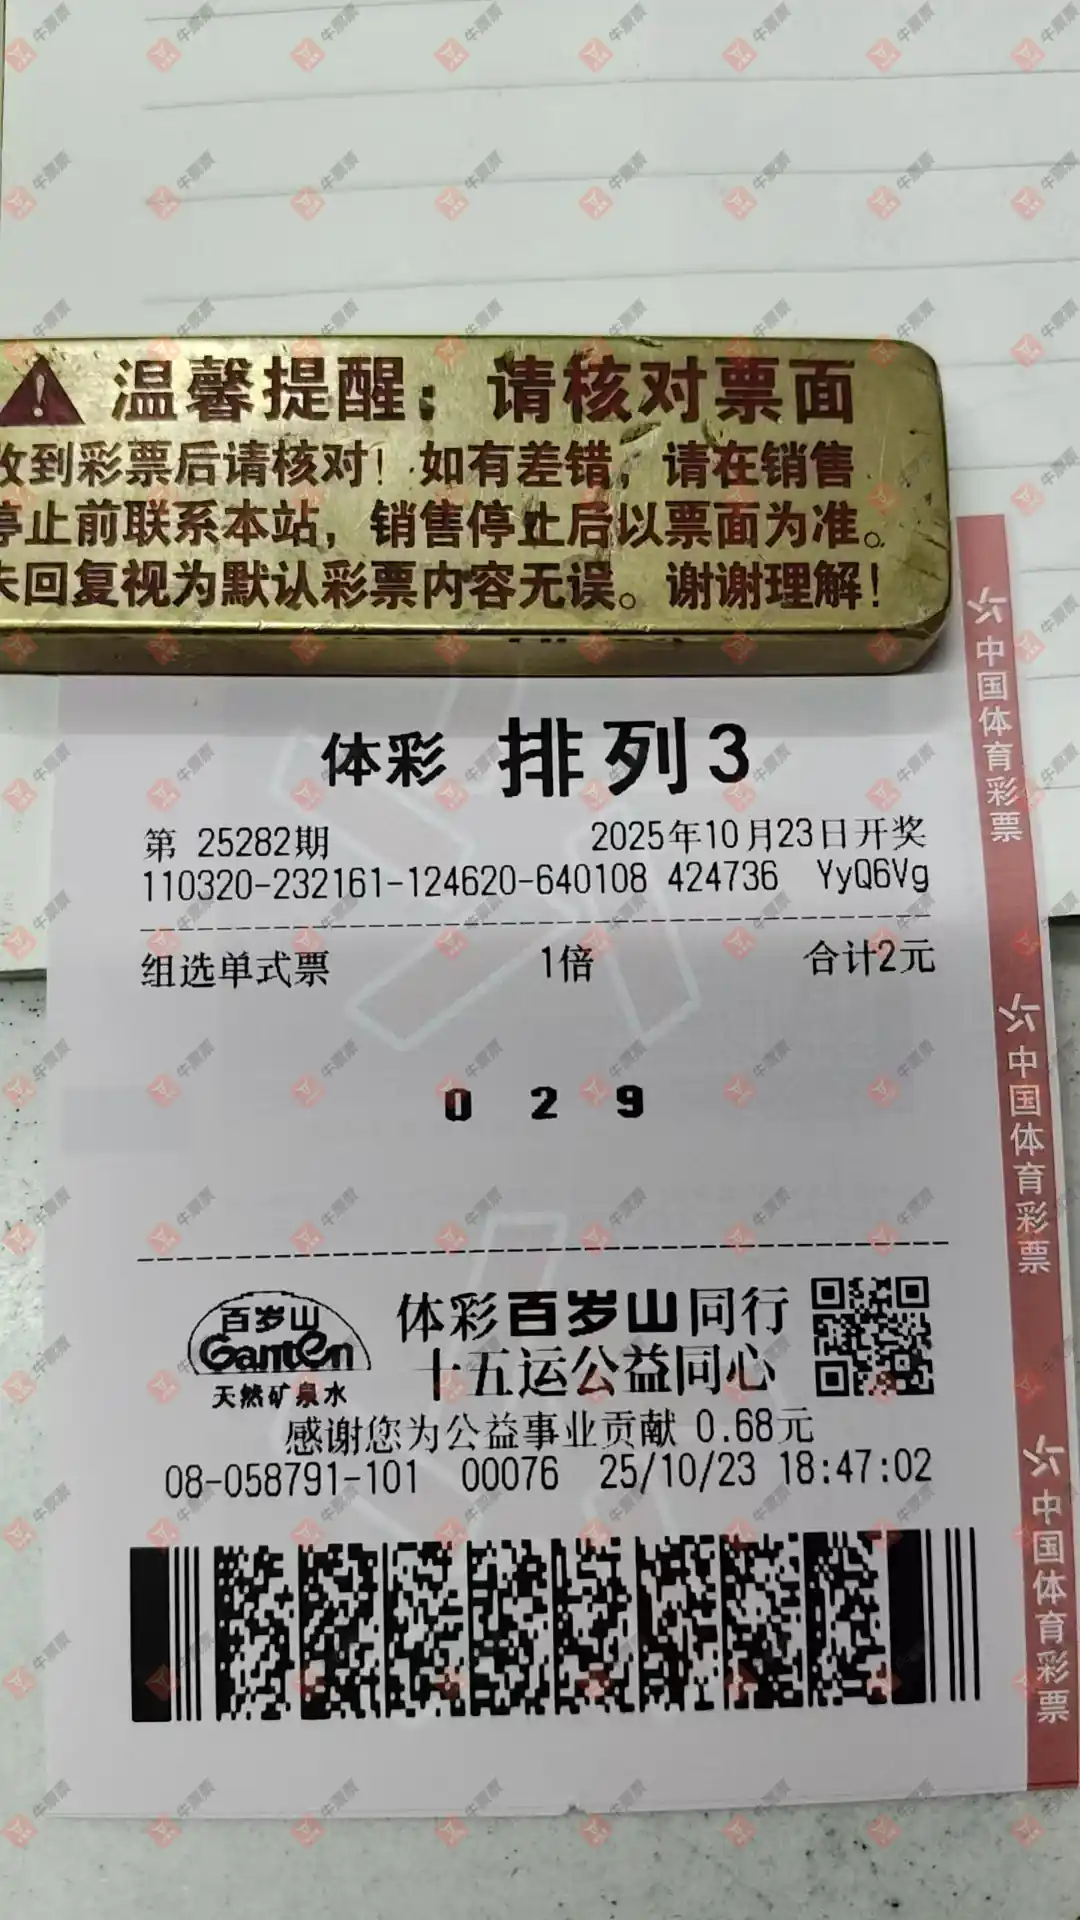 温馨提醒：请核对票面
收到彩票后请核对！如有差错，请在销售
停止前联系本站，销售停止后以票面为准。
未回复视为默认彩票内容无误。谢谢理解！
体彩 排列3
第 25282期 2025年10月23日开奖
110320-232161-124620-640108 424736 YyQ6Vg
组选单式票 1倍 合计2元
0 2 9
百岁山
Ganten
天然矿泉水
体彩百岁山同行
十五运公益同心
感谢您为公益事业贡献 0.68元
08-058791-101 00076 25/10/23 18:47:02
中国体育彩票
中国体育彩票
中国体育彩票
牛票票